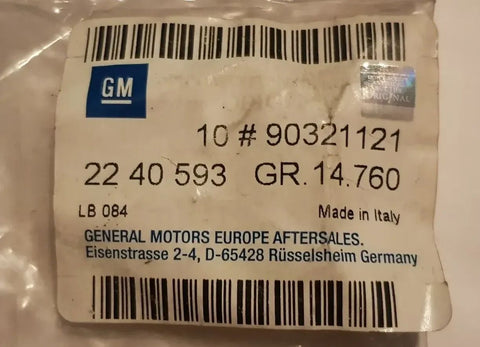 GM
ORIGINAL
10 # 90321121
22 40 593 GR.14.760
LB 084 Made in Italy
GENERAL MOTORS EUROPE AFTERSALES.
Eisenstrasse 2-4, D-65428 Rüsselsheim Germany